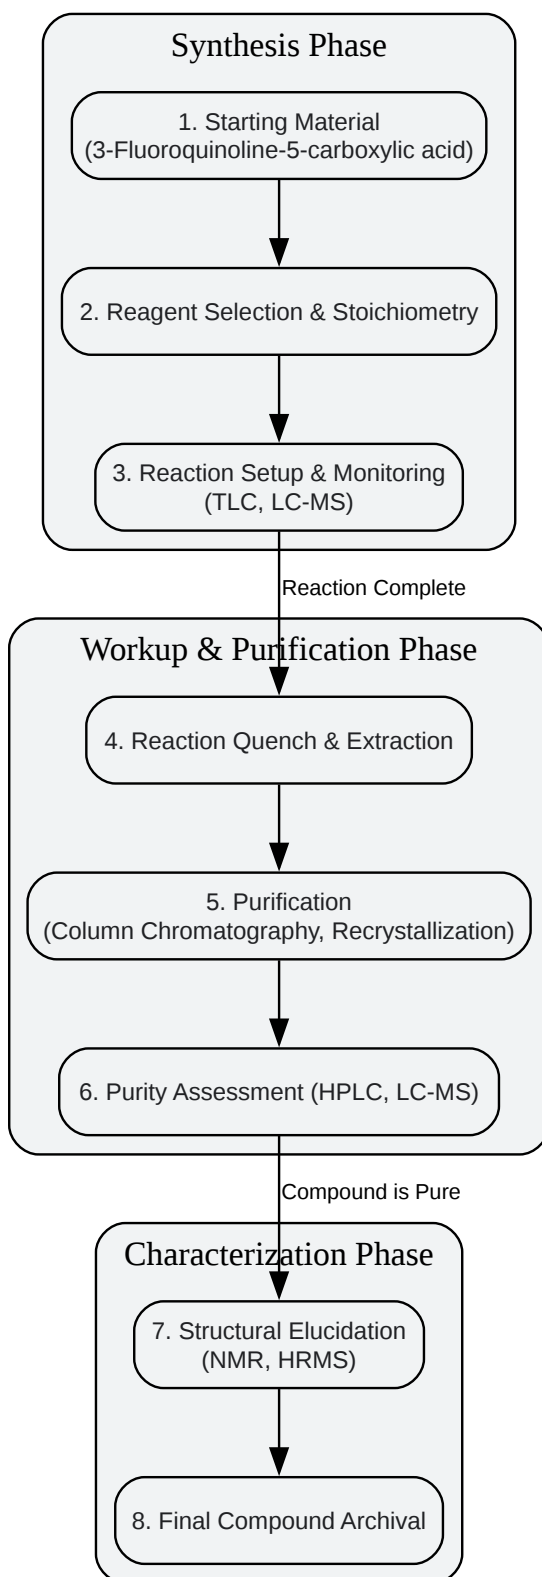 Synthesis Phase
1. Starting Material
(3-Fluoroquinoline-5-carboxylic acid)
2. Reagent Selection & Stoichiometry
3. Reaction Setup & Monitoring
(TLC, LC-MS)
Reaction Complete
Workup & Purification Phase
4. Reaction Quench & Extraction
5. Purification
(Column Chromatography, Recrystallization)
6. Purity Assessment (HPLC, LC-MS)
Compound is Pure
Characterization Phase
7. Structural Elucidation
(NMR, HRMS)
8. Final Compound Archival